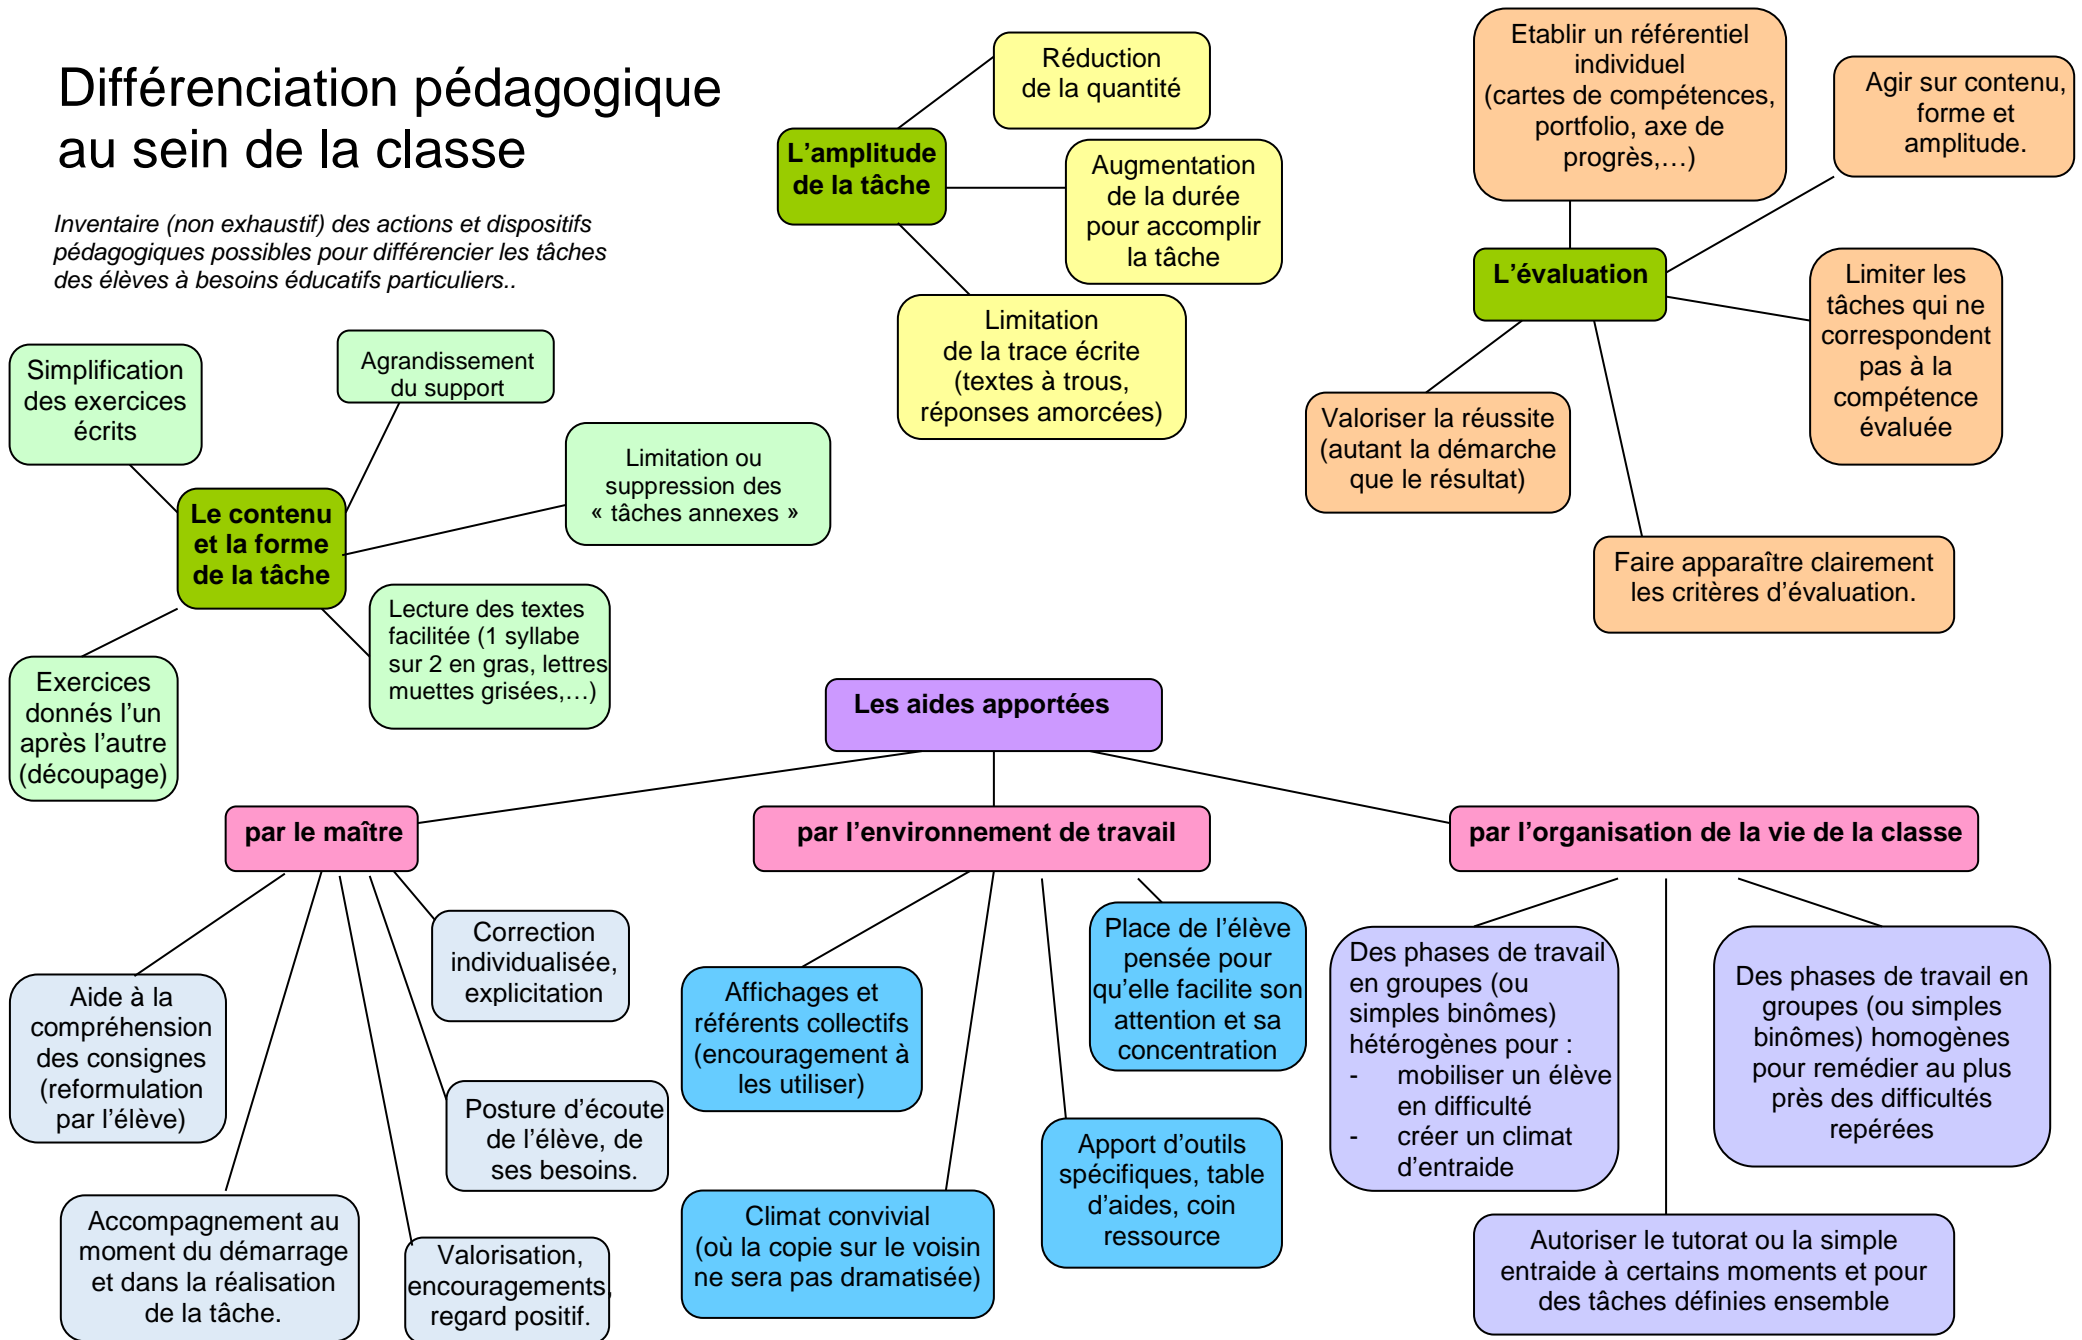 Différenciation pédagogique
au sein de la classe
Inventaire (non exhaustif) des actions et dispositifs
pédagogiques possibles pour différencier les tâches
des élèves à besoins éducatifs particuliers..
L'amplitude
de la tâche
Réduction
de la quantité
Augmentation
de la durée
pour accomplir
la tâche
Limitation
de la trace écrite
(textes à trous,
réponses amorcées)
Etablir un référentiel
individuel
(cartes de compétences,
portfolio, axe de
progrès,…)
Agir sur contenu,
forme et
amplitude.
L'évaluation
Limiter les
tâches qui ne
correspondent
pas à la
compétence
évaluée
Valoriser la réussite
(autant la démarche
que le résultat)
Faire apparaître clairement
les critères d'évaluation.
Simplification
des exercices
écrits
Agrandissement
du support
Limitation ou
suppression des
« tâches annexes »
Le contenu
et la forme
de la tâche
Lecture des textes
facilitée (1 syllabe
sur 2 en gras, lettres
muettes grisées,…)
Exercices
donnés l'un
après l'autre
(découpage)
Les aides apportées
par le maître
par l'environnement de travail
par l'organisation de la vie de la classe
Correction
individualisée,
explicitation
Aide à la
compréhension
des consignes
(reformulation
par l'élève)
Posture d'écoute
de l'élève, de
ses besoins.
Accompagnement au
moment du démarrage
et dans la réalisation
de la tâche.
Valorisation,
encouragements,
regard positif.
Place de l'élève
pensée pour
qu'elle facilite son
attention et sa
concentration
Affichages et
référents collectifs
(encouragement à
les utiliser)
Apport d'outils
spécifiques, table
d'aides, coin
ressource
Climat convivial
(où la copie sur le voisin
ne sera pas dramatisée)
Des phases de travail
en groupes (ou
simples binômes)
hétérogènes pour :
- mobiliser un élève
en difficulté
- créer un climat
d'entraide
Des phases de travail en
groupes (ou simples
binômes) homogènes
pour remédier au plus
près des difficultés
repérées
Autoriser le tutorat ou la simple
entraide à certains moments et pour
des tâches définies ensemble